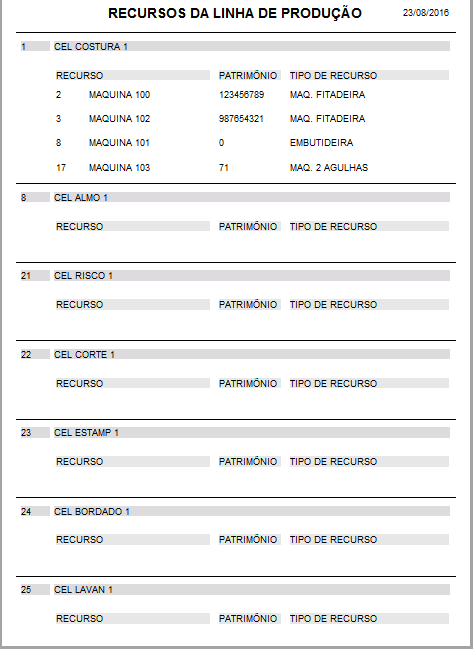 RECURSOS DA LINHA DE PRODUÇÃO 23/08/2016
1 CEL COSTURA 1
RECURSO PATRIMÔNIO TIPO DE RECURSO
2 MAQUINA 100 123456789 MAQ. FITADEIRA
3 MAQUINA 102 987654321 MAQ. FITADEIRA
8 MAQUINA 101 0 EMBUTIDEIRA
17 MAQUINA 103 71 MAQ. 2 AGULHAS
8 CEL ALMO 1
RECURSO PATRIMÔNIO TIPO DE RECURSO
21 CEL RISCO 1
RECURSO PATRIMÔNIO TIPO DE RECURSO
22 CEL CORTE 1
RECURSO PATRIMÔNIO TIPO DE RECURSO
23 CEL ESTAMP 1
RECURSO PATRIMÔNIO TIPO DE RECURSO
24 CEL BORDADO 1
RECURSO PATRIMÔNIO TIPO DE RECURSO
25 CEL LAVAN 1
RECURSO PATRIMÔNIO TIPO DE RECURSO